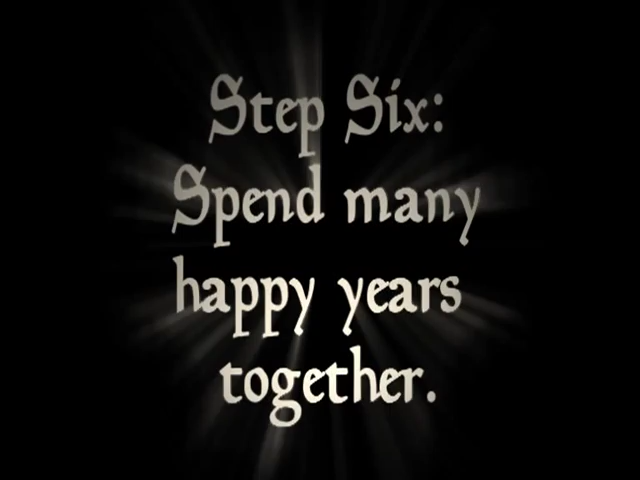 Step Six:
Spend many
happy years
together.